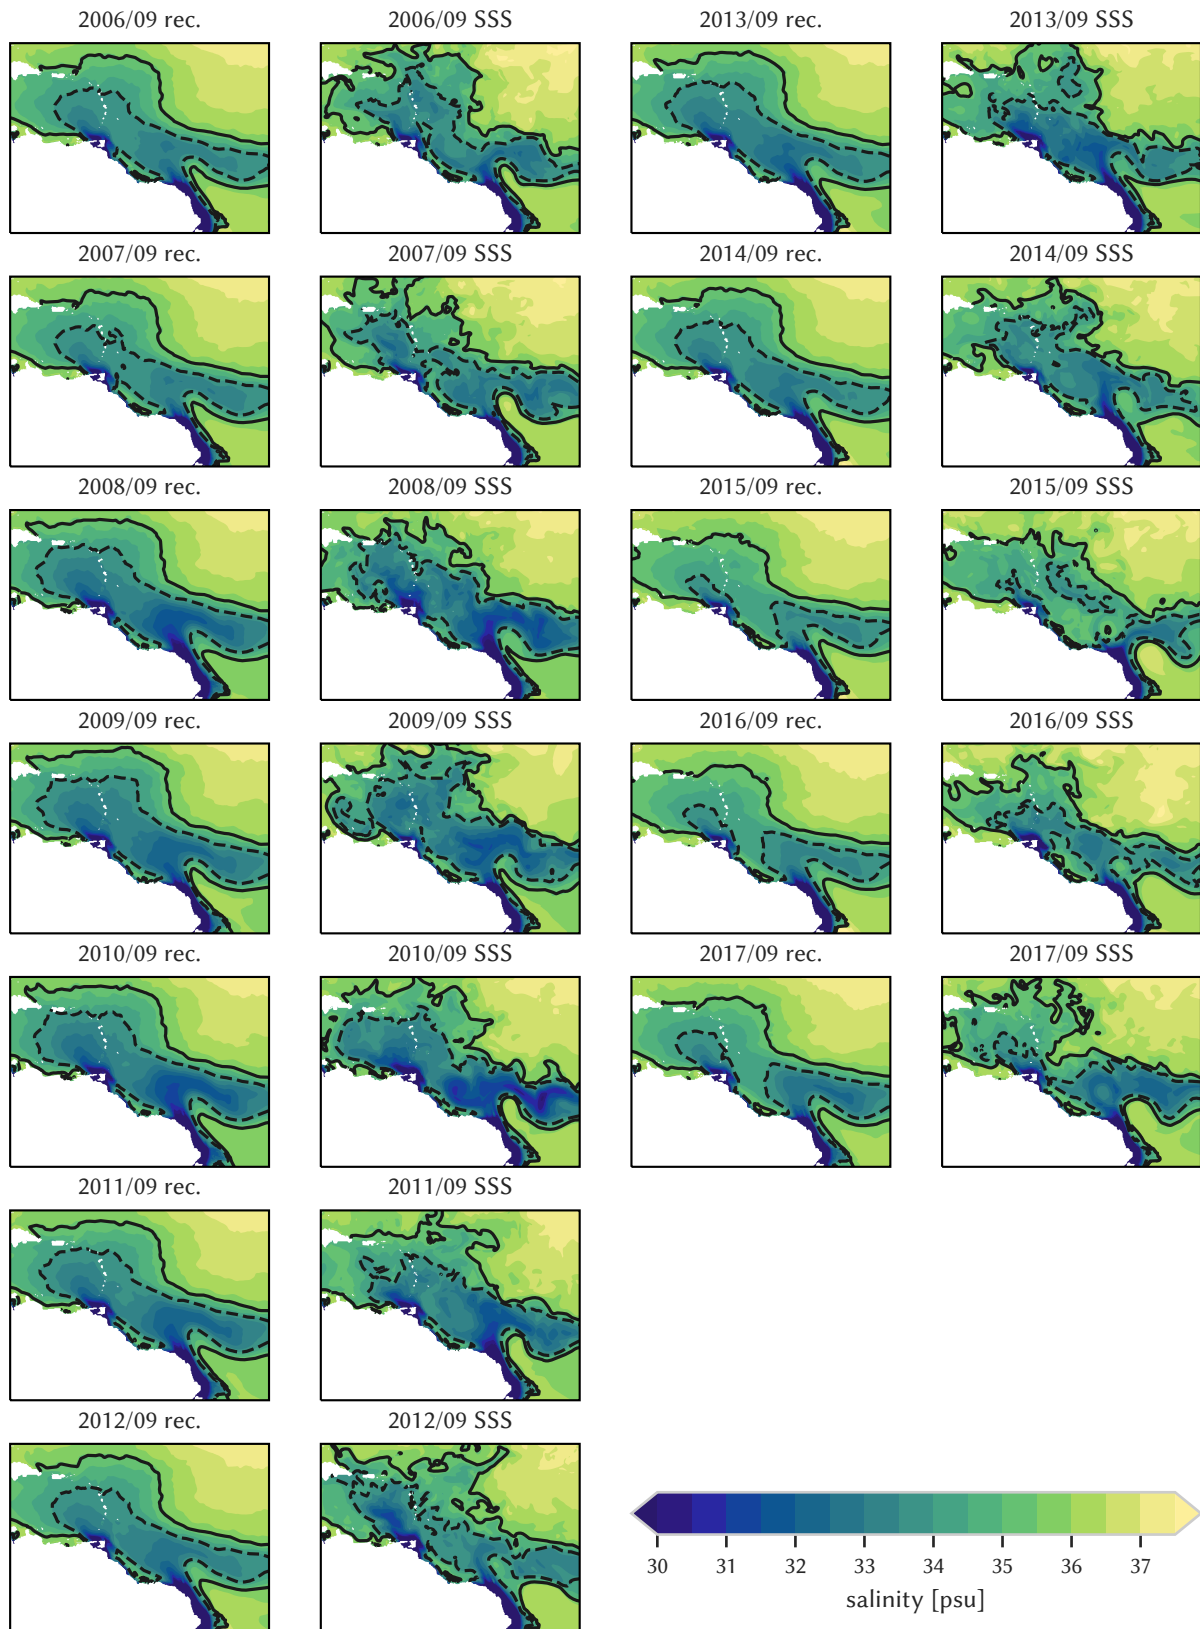 2006/09 rec.
2006/09 SSS
2013/09 rec.
2013/09 SSS
2007/09 rec.
2007/09 SSS
2014/09 rec.
2014/09 SSS
2008/09 rec.
2008/09 SSS
2015/09 rec.
2015/09 SSS
2009/09 rec.
2009/09 SSS
2016/09 rec.
2016/09 SSS
2010/09 rec.
2010/09 SSS
2017/09 rec.
2017/09 SSS
2011/09 rec.
2011/09 SSS
2012/09 rec.
2012/09 SSS
30 31 32 33 34 35 36 37
salinity [psu]